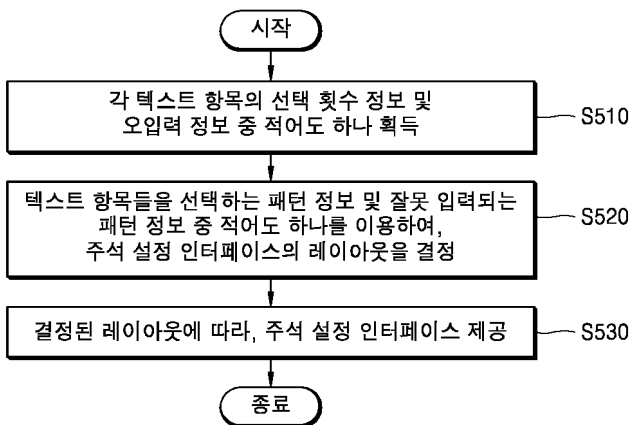 시작
각 텍스트 항목의 선택 횟수 정보 및
오입력 정보 중 적어도 하나 획득
S510
텍스트 항목들을 선택하는 패턴 정보 및 잘못 입력되는
패턴 정보 중 적어도 하나를 이용하여,
주석 설정 인터페이스의 레이아웃을 결정
S520
결정된 레이아웃에 따라, 주석 설정 인터페이스 제공
S530
종료